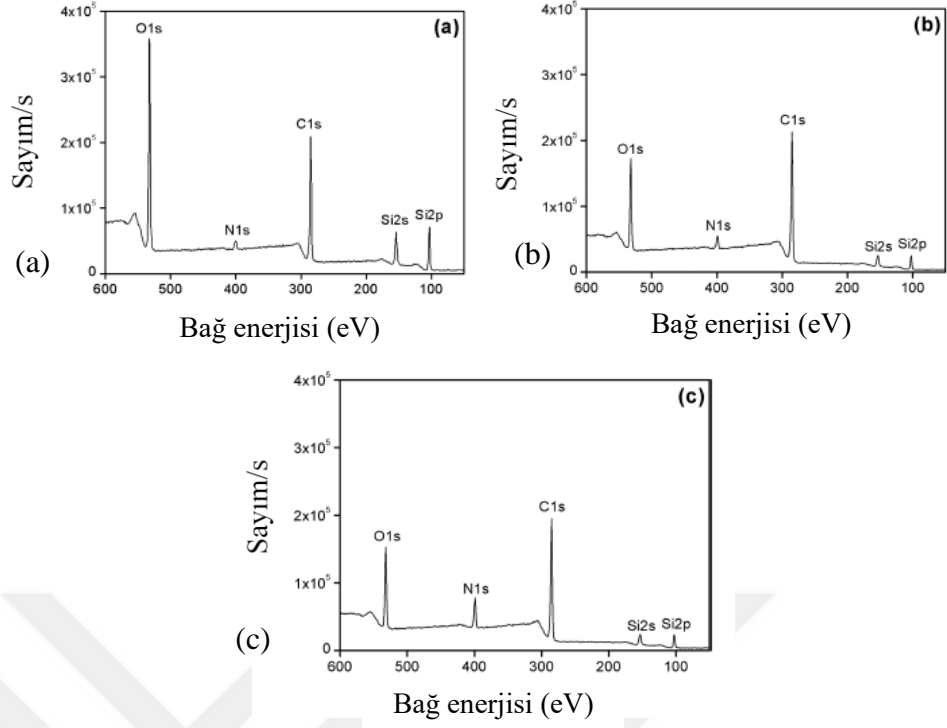 (a)
4x10⁵
3x10⁵
2x10⁵
1x10⁵
0
O1s
N1s
C1s
Si2s
Si2p
600 500 400 300 200 100
Sayım/s
Bağ enerjisi (eV)
(a)
(b)
4x10⁵
3x10⁵
2x10⁵
1x10⁵
0
O1s
N1s
C1s
Si2s
Si2p
600 500 400 300 200 100
Sayım/s
Bağ enerjisi (eV)
(b)
(c)
4x10⁵
3x10⁵
2x10⁵
1x10⁵
0
O1s
N1s
C1s
Si2s
Si2p
600 500 400 300 200 100
Sayım/s
Bağ enerjisi (eV)
(c)